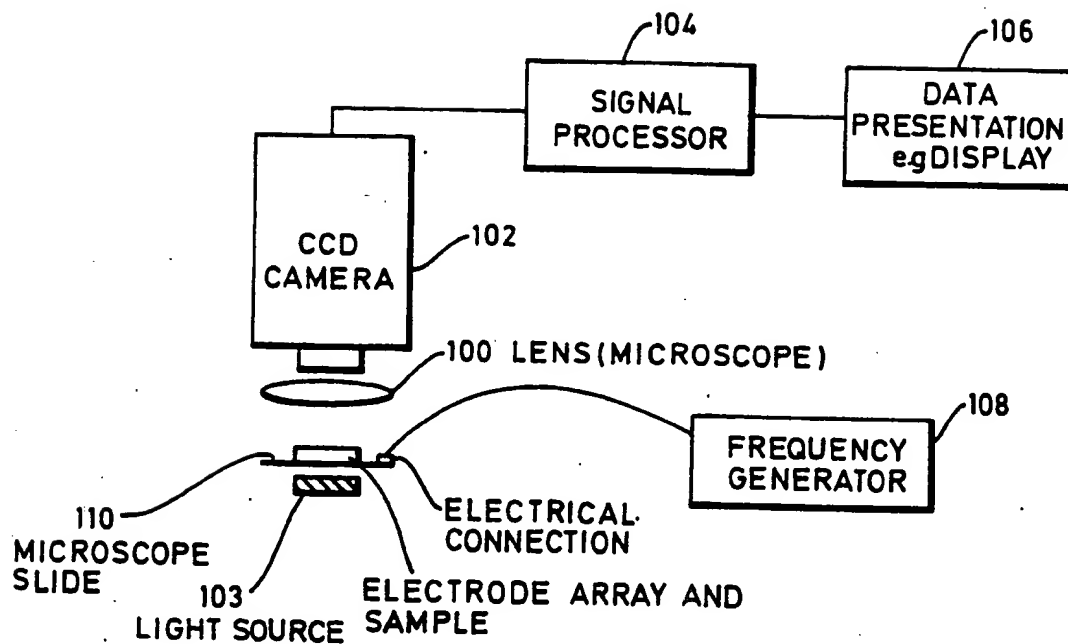 104
106
SIGNAL
PROCESSOR
DATA
PRESENTATION
e.g DISPLAY
CCD
CAMERA
102
100 LENS (MICROSCOPE)
108
FREQUENCY
GENERATOR
110
MICROSCOPE
SLIDE
103
LIGHT SOURCE
ELECTRICAL
CONNECTION
ELECTRODE ARRAY AND
SAMPLE